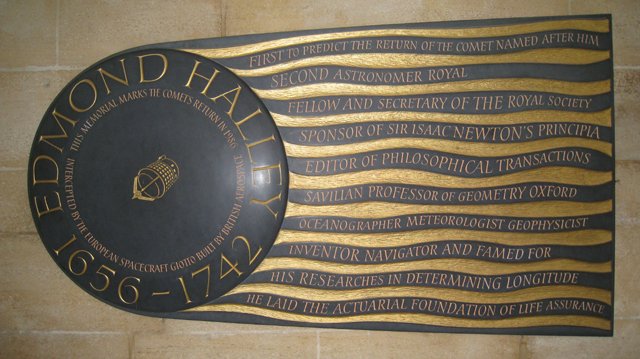 EDMOND HALLEY
1656–1742
THIS MEMORIAL MARKS THE COMETS RETURN IN 1986
INTERCEPTED BY THE EUROPEAN SPACECRAFT GIOTTO BUILT BY BRITISH AEROSPACE
FIRST TO PREDICT THE RETURN OF THE COMET NAMED AFTER HIM
SECOND ASTRONOMER ROYAL
FELLOW AND SECRETARY OF THE ROYAL SOCIETY
SPONSOR OF SIR ISAAC NEWTON'S PRINCIPIA
EDITOR OF PHILOSOPHICAL TRANSACTIONS
SAVILIAN PROFESSOR OF GEOMETRY OXFORD
OCEANOGRAPHER METEOROLOGIST GEOPHYSICIST
INVENTOR NAVIGATOR AND FAMED FOR
HIS RESEARCHES IN DETERMINING LONGITUDE
HE LAID THE ACTUARIAL FOUNDATION OF LIFE ASSURANCE